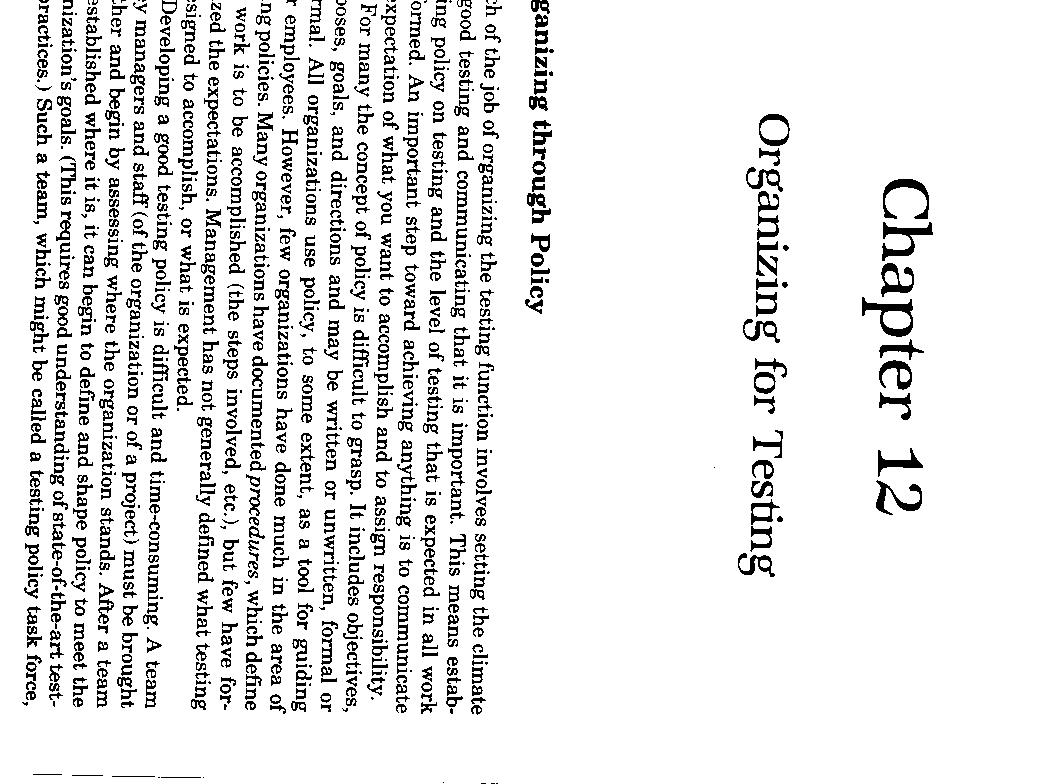 Chapter 12
Organizing for Testing
ganizing through Policy
ch of the job of organizing the testing function involves setting the climate
good testing and communicating that it is important. This means estab-
ing policy on testing and the level of testing that is expected in all work
formed. An important step toward achieving anything is to communicate
expectation of what you want to accomplish and to assign responsibility.
For many the concept of policy is difficult to grasp. It includes objectives,
poses, goals, and directions and may be written or unwritten, formal or
rmal. All organizations use policy, to some extent, as a tool for guiding
r employees. However, few organizations have done much in the area of
ng policies. Many organizations have documented procedures, which define
work is to be accomplished (the steps involved, etc.), but few have for-
zed the expectations. Management has not generally defined what testing
signed to accomplish, or what is expected.
Developing a good testing policy is difficult and time-consuming. A team
y managers and staff (of the organization or of a project) must be brought
her and begin by assessing where the organization stands. After a team
established where it is, it can begin to define and shape policy to meet the
nization's goals. (This requires good understanding of state-of-the-art test-
practices.) Such a team, which might be called a testing policy task force,